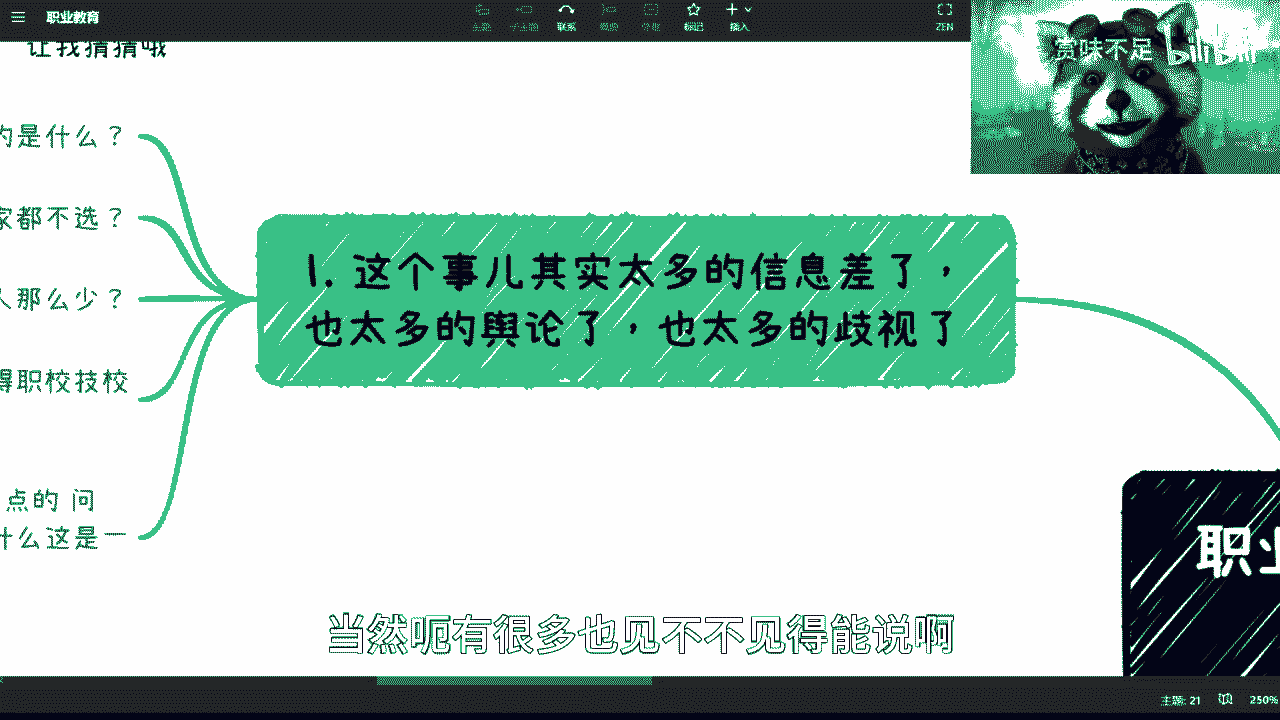 职业教育
主题
子主题
联系
概要
外框
标记
插入
ZEN
赏味不足 bilibili
让我猜猜哦
的是什么？
家都不选？
人那么少？
得职校技校
点的 问
什么这是一
1. 这个事儿其实太多的信息差了，
也太多的舆论了，也太多的歧视了
职业
当然呃有很多也见不不见得能说啊
主题: 21
250%